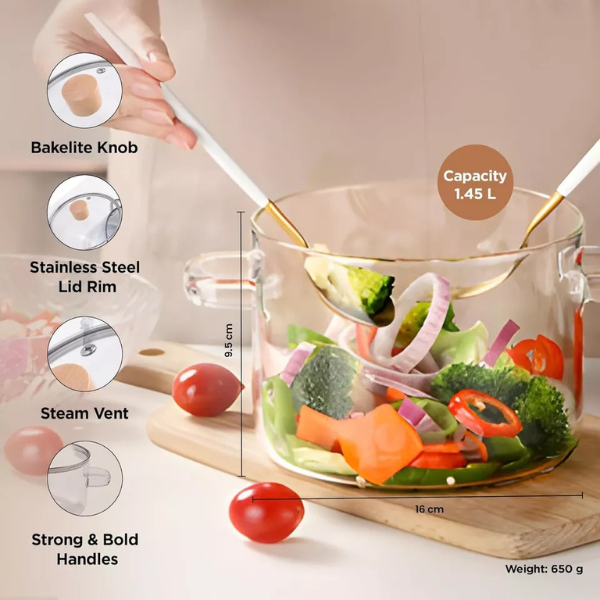 Capacity
1.45 L
Bakelite Knob
Stainless Steel
Lid Rim
Steam Vent
Strong & Bold
Handles
9.5 cm
16 cm
Weight: 650 g